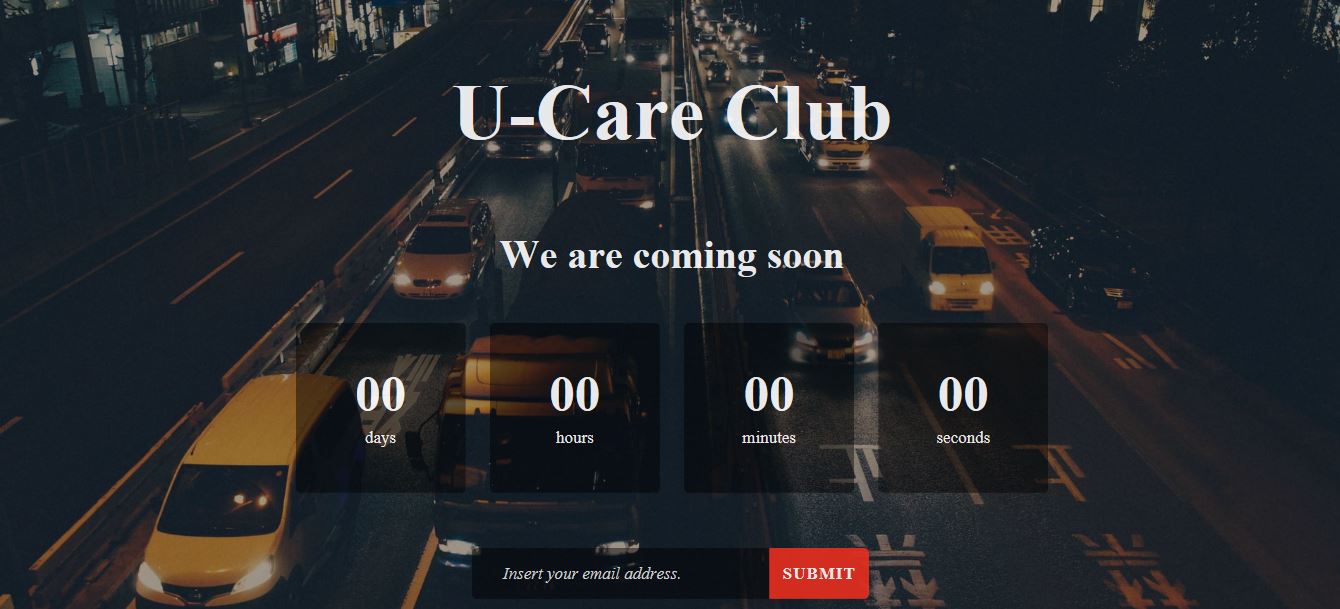 U-Care Club
We are coming soon
00 00 00 00
days hours minutes seconds
Insert your email address. SUBMIT